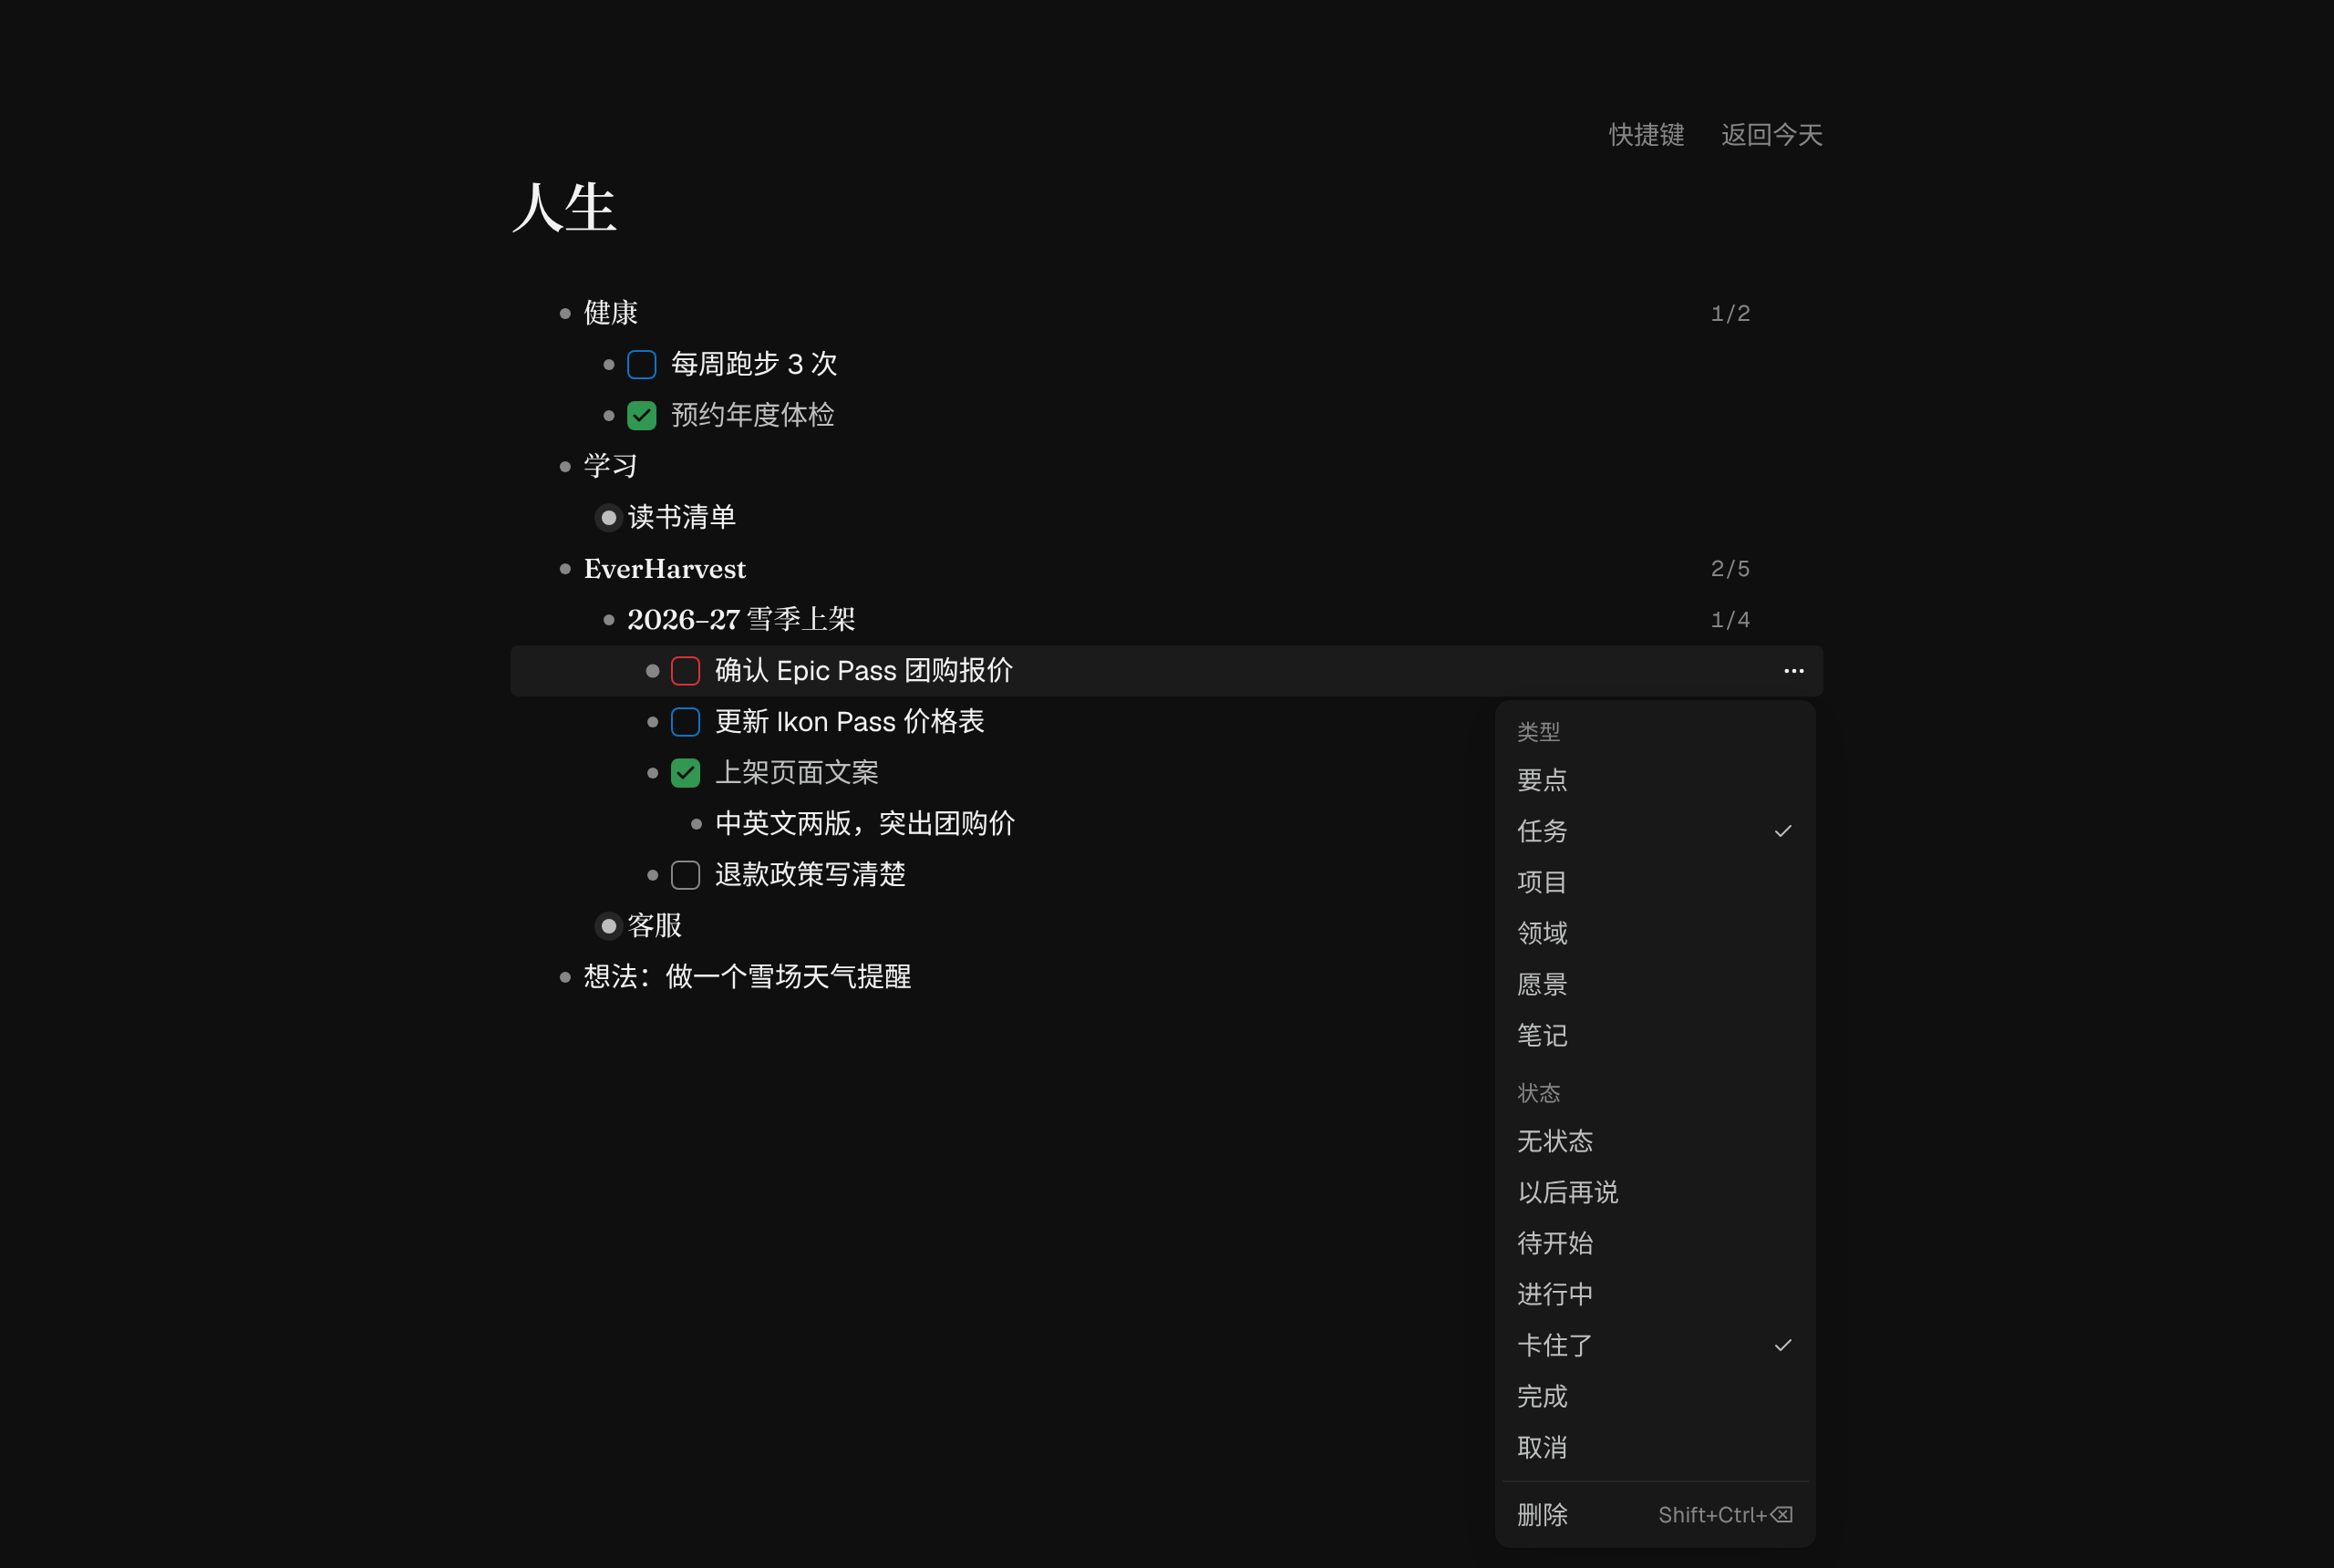 快捷键 返回今天
人生
健康 1/2
每周跑步 3 次
预约年度体检
学习
读书清单
EverHarvest 2/5
2026–27 雪季上架 1/4
确认 Epic Pass 团购报价
更新 Ikon Pass 价格表
上架页面文案
中英文两版，突出团购价
退款政策写清楚
客服
想法：做一个雪场天气提醒
类型
要点
任务
项目
领域
愿景
笔记
状态
无状态
以后再说
待开始
进行中
卡住了
完成
取消
删除 Shift+Ctrl+⌫